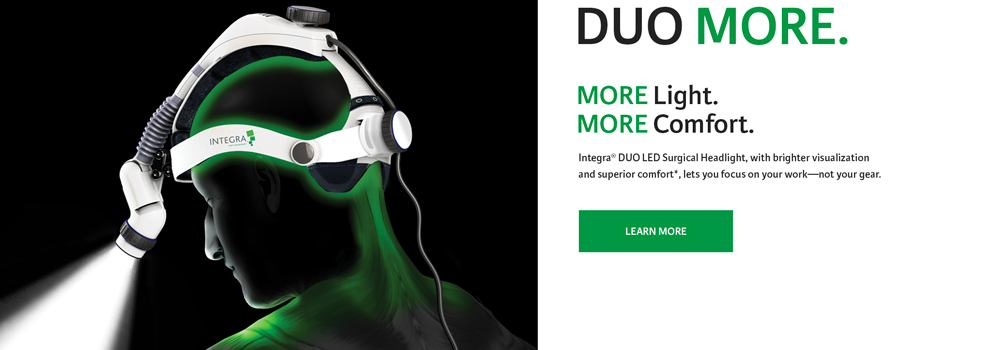 INTEGRA
DUO MORE.
MORE Light.
MORE Comfort.
Integra® DUO LED Surgical Headlight, with brighter visualization
and superior comfort*, lets you focus on your work—not your gear.
LEARN MORE